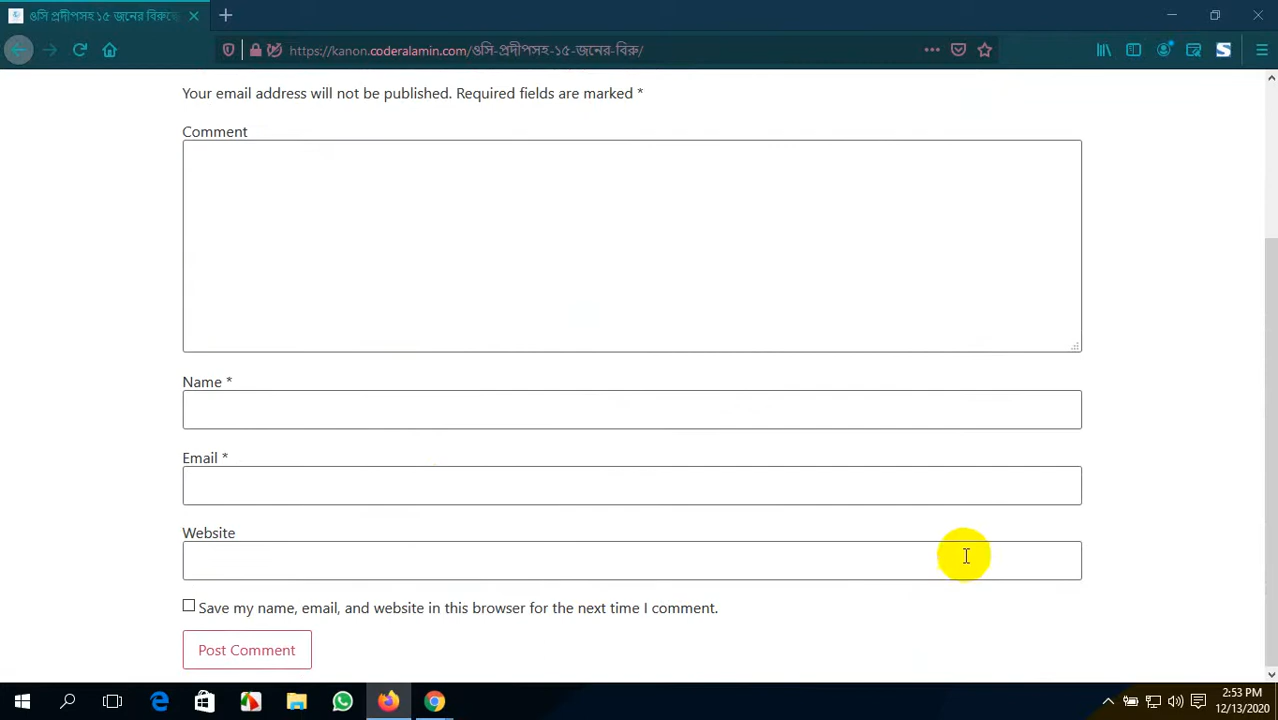 ওসি প্রদীপসহ ১৫ জনের বিরুদ্ধে
https://kanon.coderalamin.com/ওসি-প্রদীপসহ-১৫-জনের-বিরু/
Your email address will not be published. Required fields are marked *
Comment
Name *
Email *
Website
Save my name, email, and website in this browser for the next time I comment.
Post Comment
2:53 PM
12/13/2020